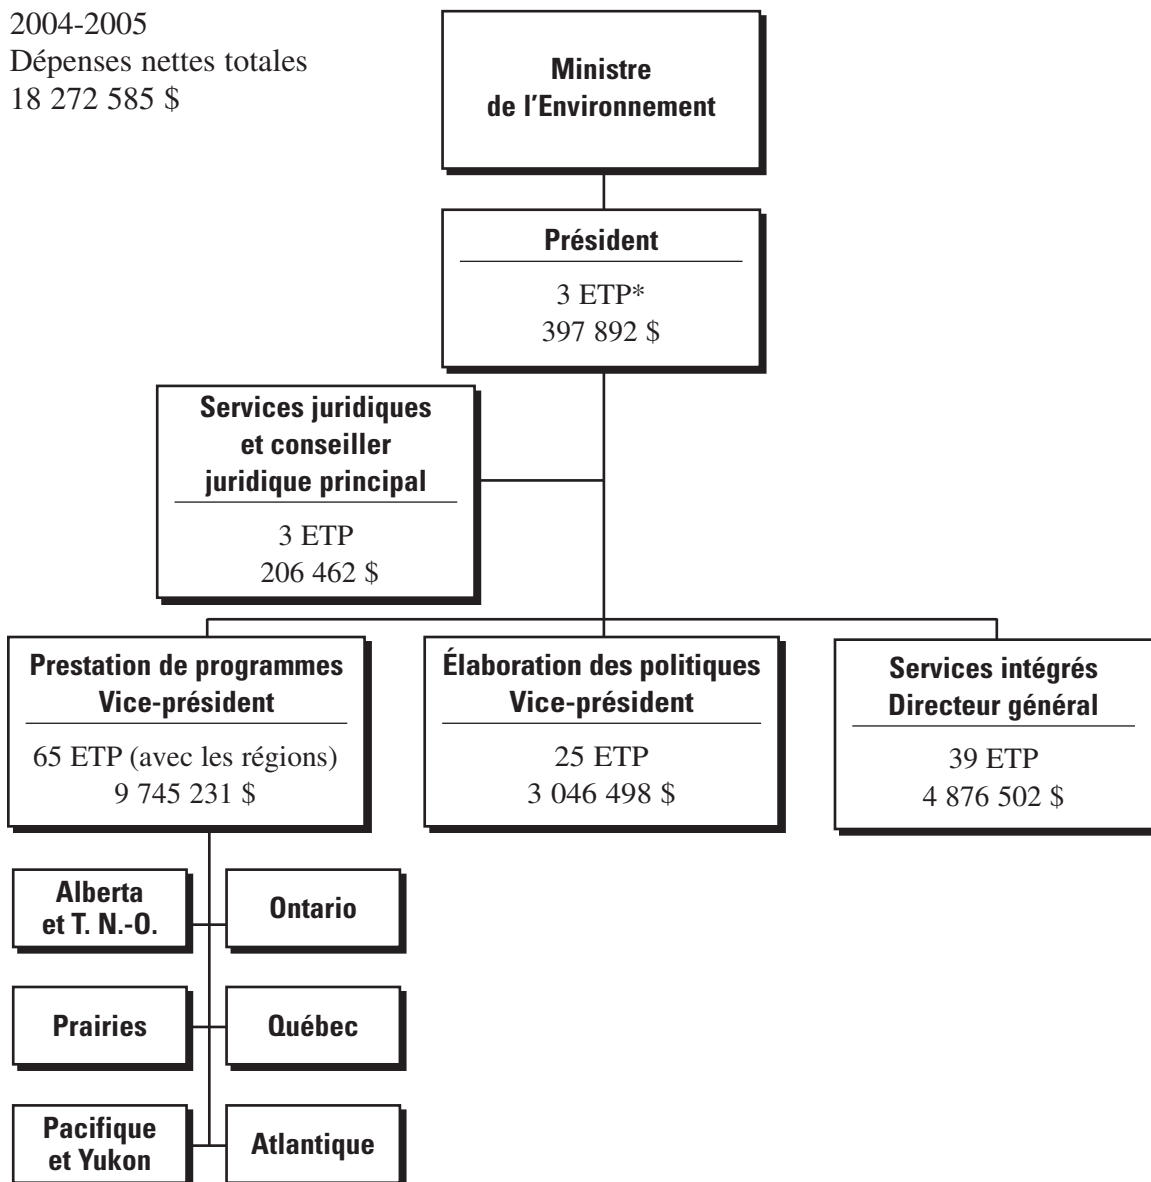 2004-2005
Dépenses nettes totales
18 272 585 $
Ministre
de l'Environnement
Président
3 ETP*
397 892 $
Services juridiques
et conseiller
juridique principal
3 ETP
206 462 $
Prestation de programmes
Vice-président
65 ETP (avec les régions)
9 745 231 $
Élaboration des politiques
Vice-président
25 ETP
3 046 498 $
Services intégrés
Directeur général
39 ETP
4 876 502 $
Alberta
et T. N.-O.
Ontario
Prairies
Québec
Pacifique
et Yukon
Atlantique